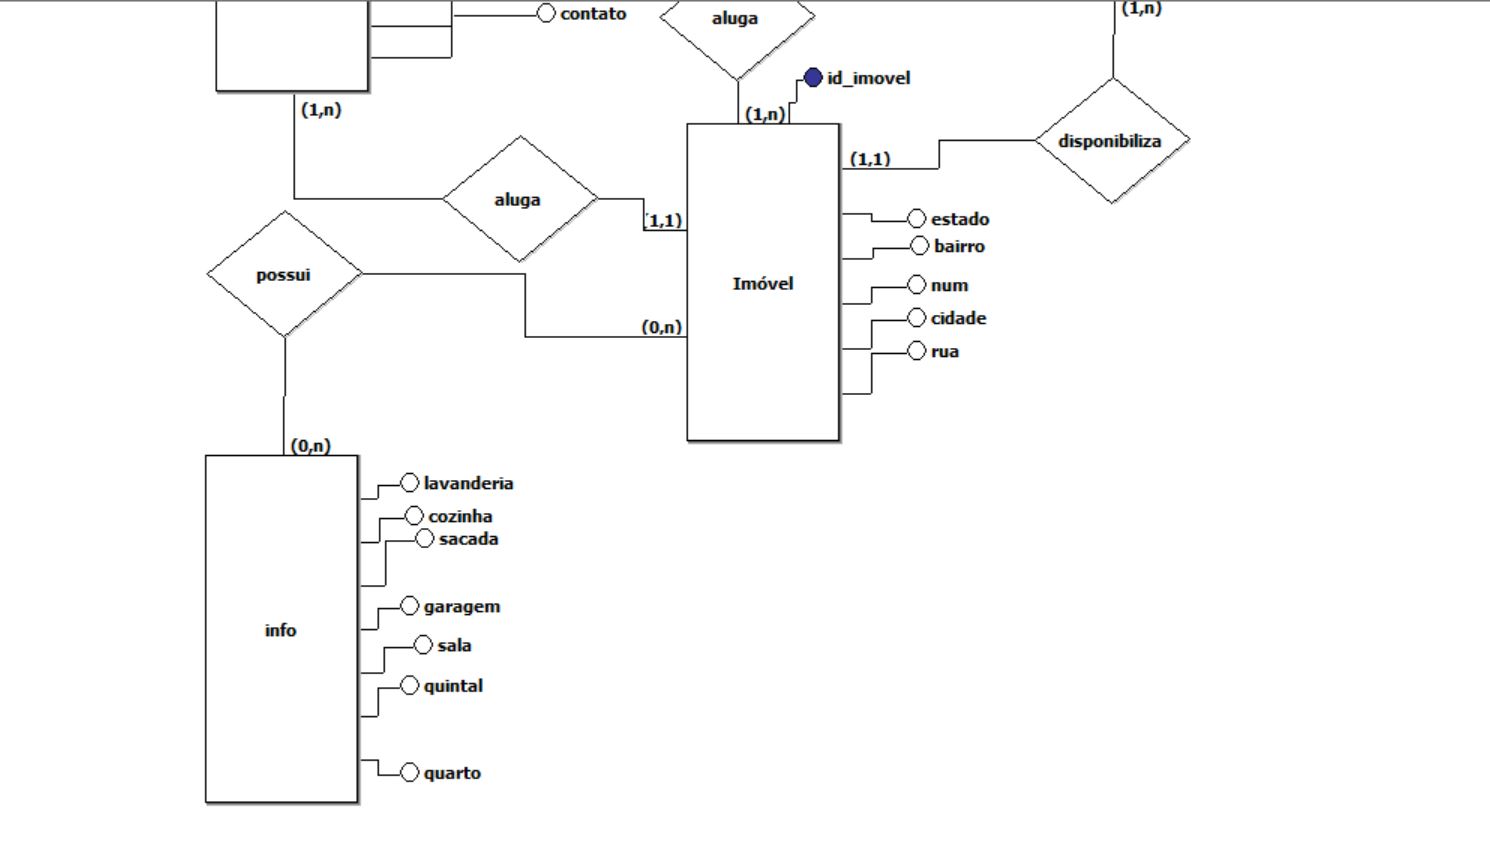 contato
aluga
(1,n)
id_imovel
(1,n)
(1,n)
disponibiliza
(1,1)
aluga
(1,1)
estado
bairro
possui
Imóvel
num
cidade
(0,n)
rua
(0,n)
lavanderia
cozinha
sacada
garagem
info
sala
quintal
quarto